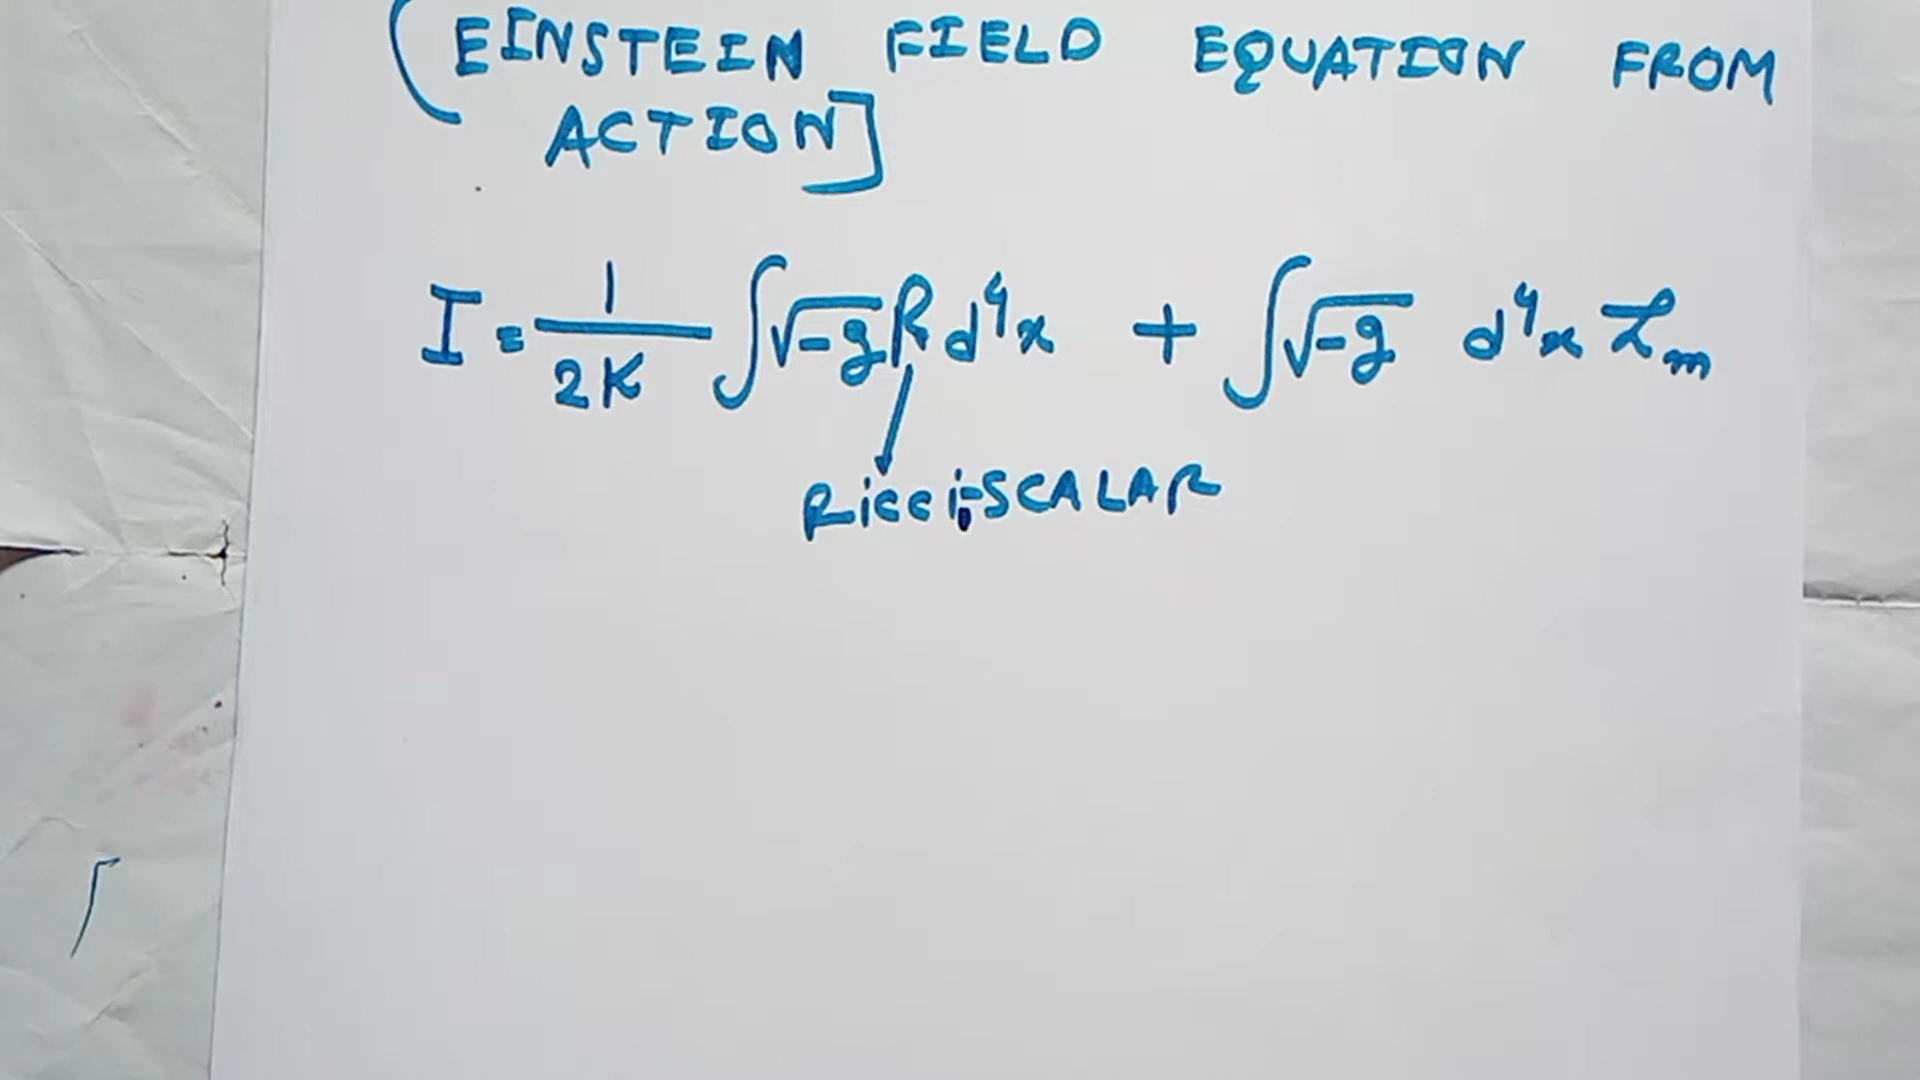 (EINSTEIN FIELD EQUATION FROM
ACTION]
I = 1/2K ∫√-g R d⁴x + ∫√-g d⁴x ℒm
Ricci-SCALAR